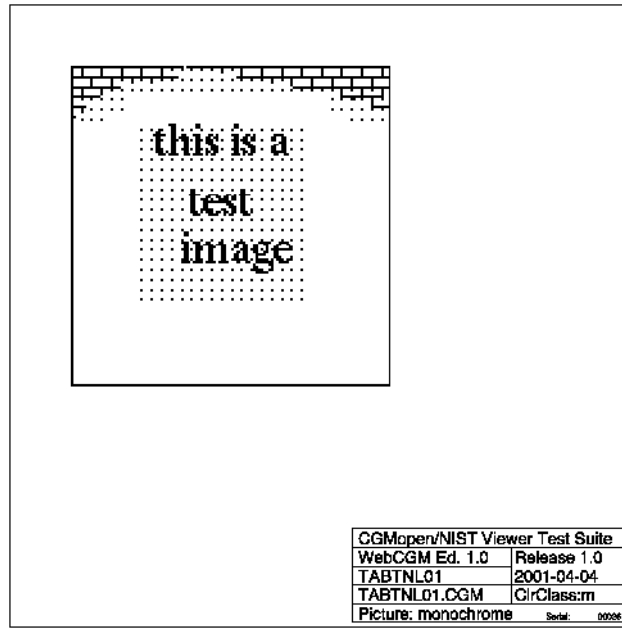 this is a
test
image
CGMopen/NIST Viewer Test Suite
WebCGM Ed. 1.0 Release 1.0
TABTNL01 2001-04-04
TABTNL01.CGM ClrClass:m
Picture: monochrome Serial: